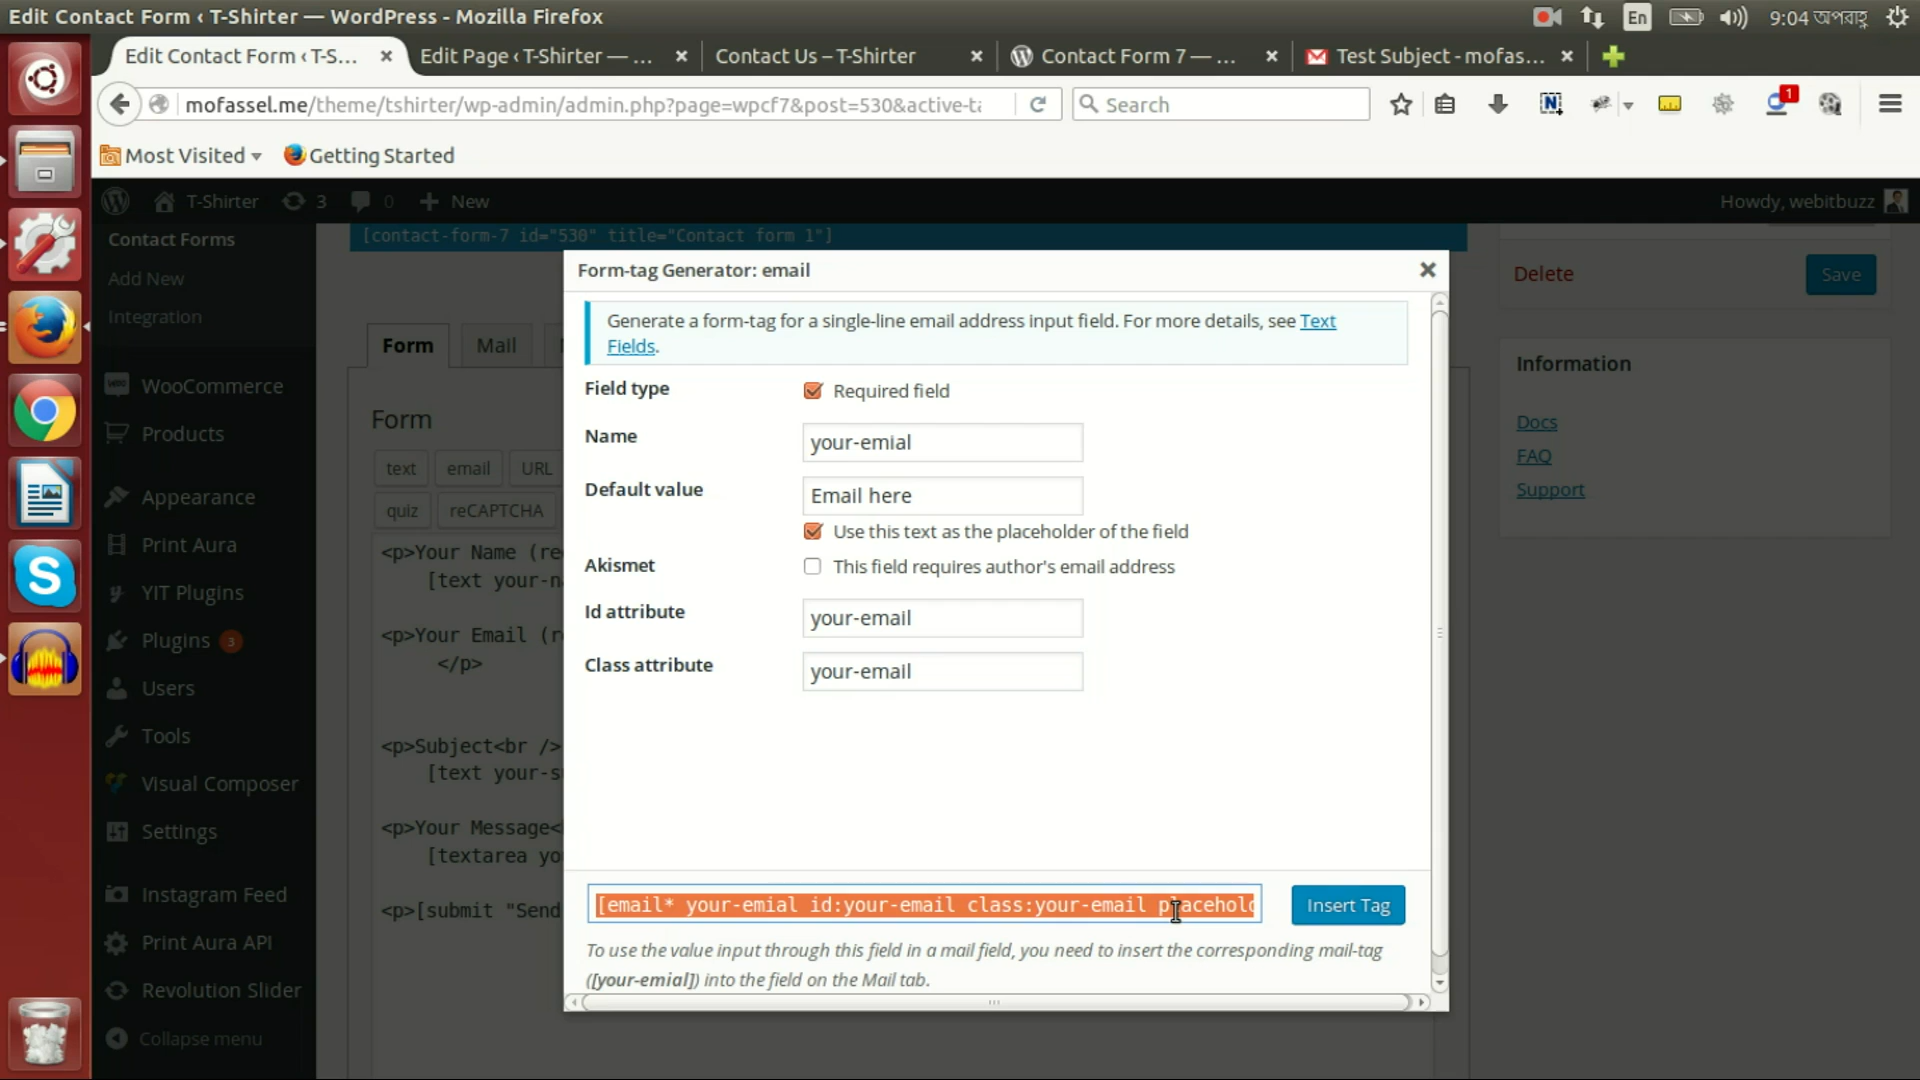 Edit Contact Form ‹ T-Shirter — WordPress - Mozilla Firefox
En
9:04 অপরাহ্ণ
Edit Contact Form ‹ T-S...
Edit Page ‹ T-Shirter — ...
Contact Us – T-Shirter
Contact Form 7 — ...
Test Subject - mofas...
mofassel.me/theme/tshirter/wp-admin/admin.php?page=wpcf7&post=530&active-ta
Search
1
Most Visited
Getting Started
T-Shirter
3
0
New
Howdy, webitbuzz
Contact Forms
Add New
Integration
WooCommerce
Products
Appearance
Print Aura
YIT Plugins
Plugins 3
Users
Tools
Visual Composer
Settings
Instagram Feed
Print Aura API
Revolution Slider
Collapse menu
[contact-form-7 id="530" title="Contact form 1"]
Form
Mail
Form
text
email
URL
quiz
reCAPTCHA
<p>Your Name (re
[text your-n
<p>Your Email (r
</p>
<p>Subject<br />
[text your-s
<p>Your Message<
[textarea yo
<p>[submit "Send
Form-tag Generator: email
Generate a form-tag for a single-line email address input field. For more details, see Text
Fields.
Field type
Required field
Name
your-emial
Default value
Email here
Use this text as the placeholder of the field
Akismet
This field requires author's email address
Id attribute
your-email
Class attribute
your-email
[email* your-emial id:your-email class:your-email placehold
Insert Tag
To use the value input through this field in a mail field, you need to insert the corresponding mail-tag
([your-emial]) into the field on the Mail tab.
Delete
Save
Information
Docs
FAQ
Support